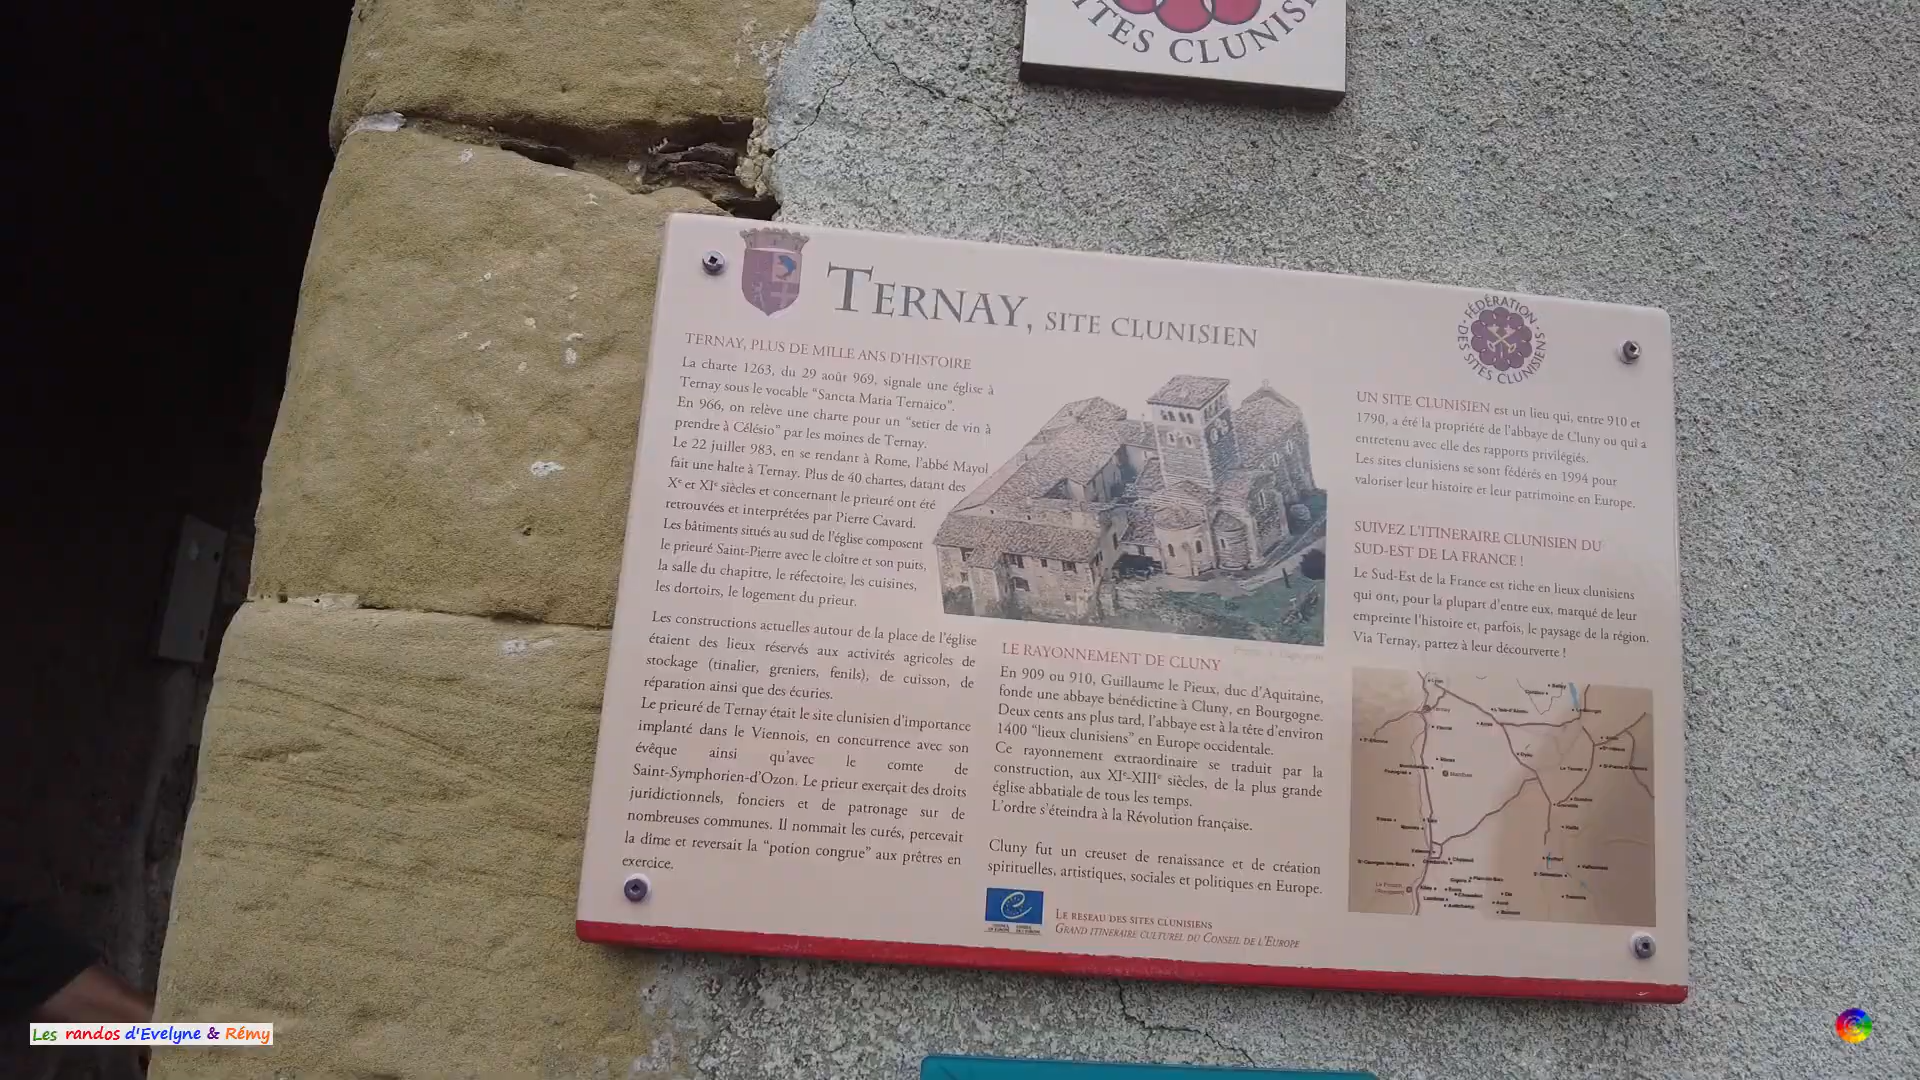 SITES CLUNISI
TERNAY, SITE CLUNISIEN
FÉDÉRATION DES SITES CLUNISIENS
TERNAY, PLUS DE MILLE ANS D'HISTOIRE
La charte 1263, du 29 août 969, signale une église à
Ternay sous le vocable "Sancta Maria Ternaico".
En 966, on relève une charte pour un "setier de vin à
prendre à Célésio" par les moines de Ternay.
Le 22 juillet 983, en se rendant à Rome, l'abbé Mayol
fait une halte à Ternay. Plus de 40 chartes, datant des
Xe et XIe siècles et concernant le prieuré ont été
retrouvées et interprétées par Pierre Cavard.
Les bâtiments situés au sud de l'église composent
le prieuré Saint-Pierre avec le cloître et son puits,
la salle du chapitre, le réfectoire, les cuisines,
les dortoirs, le logement du prieur.
Les constructions actuelles autour de la place de l'église
étaient des lieux réservés aux activités agricoles de
stockage (tinalier, greniers, fenils), de cuisson, de
réparation ainsi que des écuries.
Le prieuré de Ternay était le site clunisien d'importance
implanté dans le Viennois, en concurrence avec son
évêque ainsi qu'avec le comte de
Saint-Symphorien-d'Ozon. Le prieur exerçait des droits
juridictionnels, fonciers et de patronage sur de
nombreuses communes. Il nommait les curés, percevait
la dîme et reversait la "potion congrue" aux prêtres en
exercice.
LE RAYONNEMENT DE CLUNY
En 909 ou 910, Guillaume le Pieux, duc d'Aquitaine,
fonde une abbaye bénédictine à Cluny, en Bourgogne.
Deux cents ans plus tard, l'abbaye est à la tête d'environ
1400 "lieux clunisiens" en Europe occidentale.
Ce rayonnement extraordinaire se traduit par la
construction, aux XIe-XIIIe siècles, de la plus grande
église abbatiale de tous les temps.
L'ordre s'éteindra à la Révolution française.
Cluny fut un creuset de renaissance et de création
spirituelles, artistiques, sociales et politiques en Europe.
LE RESEAU DES SITES CLUNISIENS
GRAND ITINERAIRE CULTUREL DU CONSEIL DE L'EUROPE
UN SITE CLUNISIEN est un lieu qui, entre 910 et
1790, a été la propriété de l'abbaye de Cluny ou qui a
entretenu avec elle des rapports privilégiés.
Les sites clunisiens se sont fédérés en 1994 pour
valoriser leur histoire et leur patrimoine en Europe.
SUIVEZ L'ITINERAIRE CLUNISIEN DU
SUD-EST DE LA FRANCE !
Le Sud-Est de la France est riche en lieux clunisiens
qui ont, pour la plupart d'entre eux, marqué de leur
empreinte l'histoire et, parfois, le paysage de la région.
Via Ternay, partez à leur découverte !
Les randos d'Evelyne & Rémy